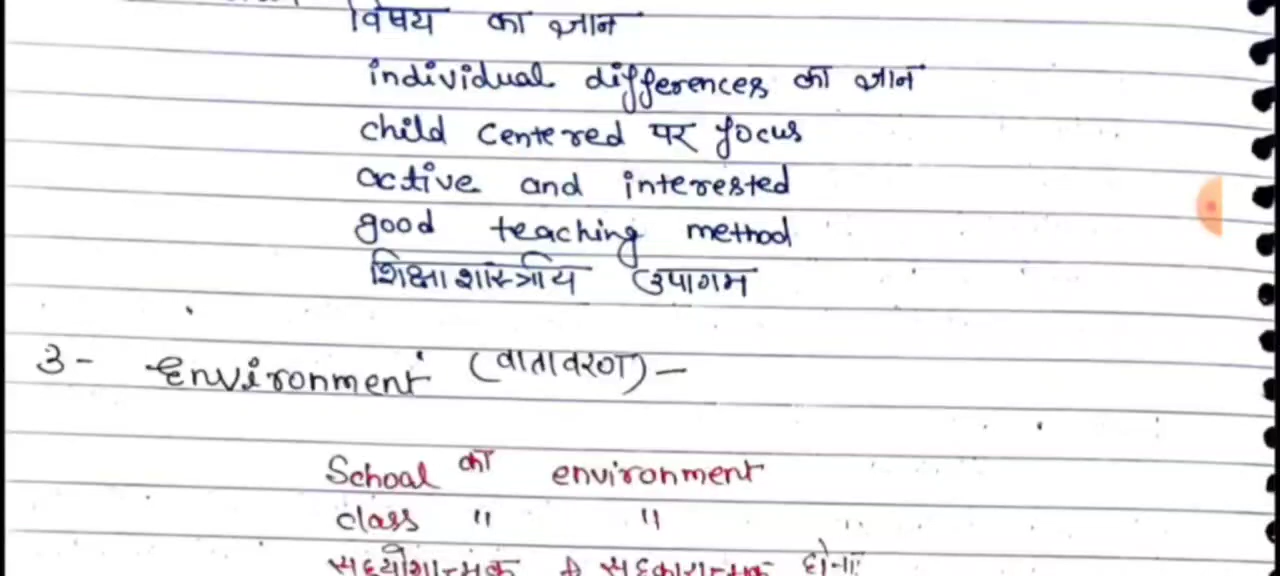 विषय का ज्ञान
individual differences का ज्ञान
child centered पर focus
active and interested
good teaching method
शिक्षाशास्त्रीय उपागम
3- Environment (वातावरण) –
School का environment
class " "
होना